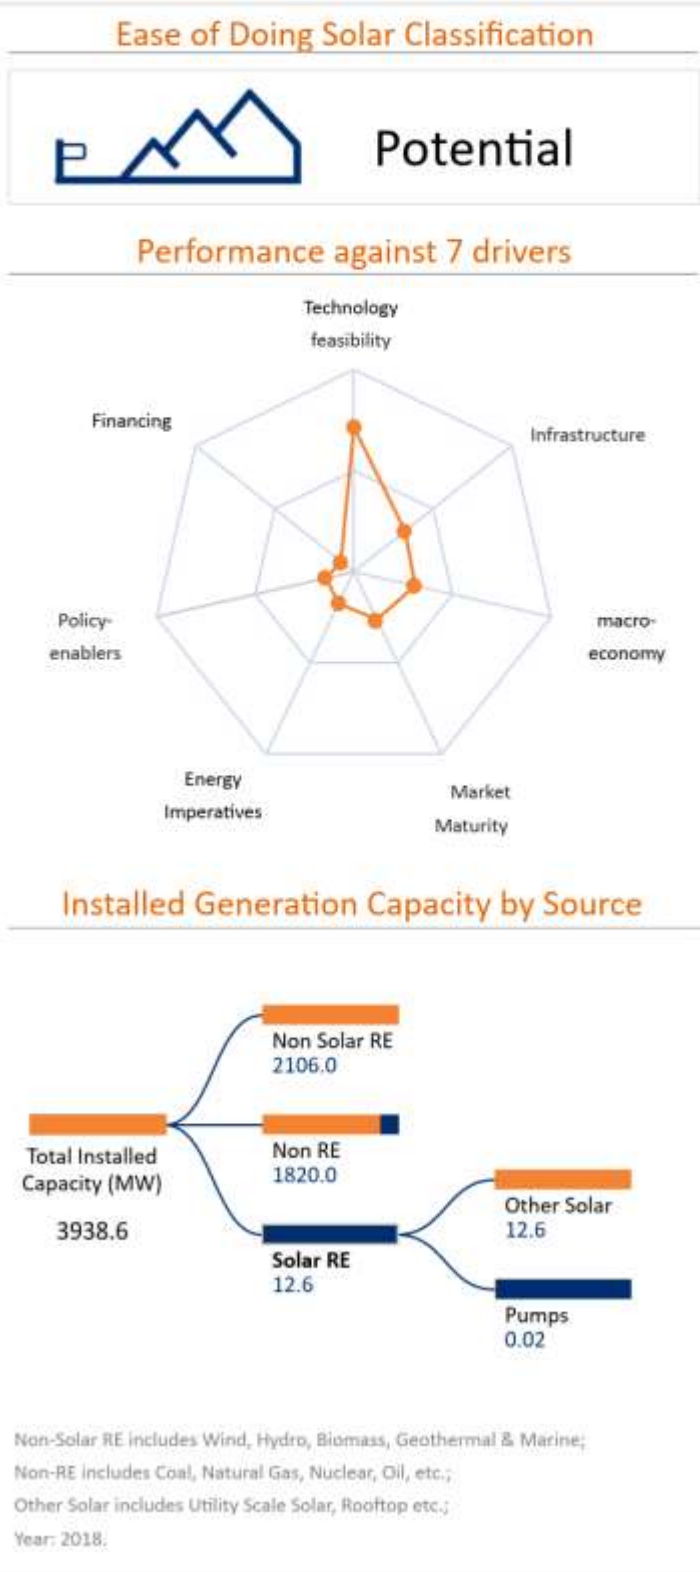 Ease of Doing Solar Classification
Potential
Performance against 7 drivers
Technology
feasibility
Financing
Infrastructure
Policy-
enablers
macro-
economy
Energy
Imperatives
Market
Maturity
Installed Generation Capacity by Source
Non Solar RE
2106.0
Total Installed
Capacity (MW)
3938.6
Non RE
1820.0
Solar RE
12.6
Other Solar
12.6
Pumps
0.02
Non-Solar RE includes Wind, Hydro, Biomass, Geothermal & Marine;
Non-RE includes Coal, Natural Gas, Nuclear, Oil, etc.;
Other Solar includes Utility Scale Solar, Rooftop etc.;
Year: 2018.